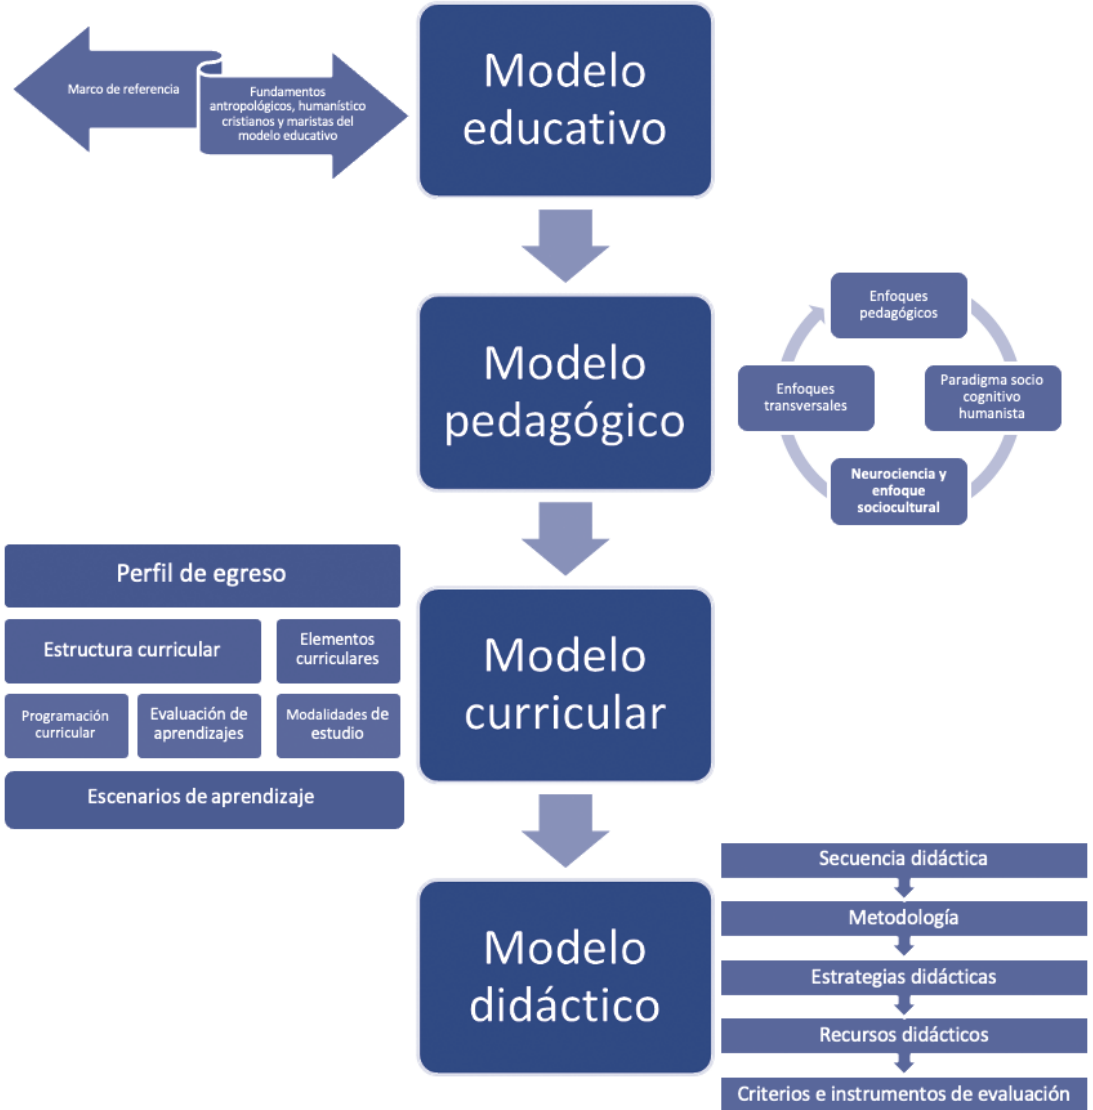 Modelo
educativo
Marco de referencia
Fundamentos
antropológicos, humanístico
cristianos y maristas del
modelo educativo
Modelo
pedagógico
Enfoques
pedagógicos
Paradigma socio
cognitivo
humanista
Neurociencia y
enfoque
sociocultural
Enfoques
transversales
Modelo
curricular
Perfil de egreso
Estructura curricular
Elementos
curriculares
Programación
curricular
Evaluación de
aprendizajes
Modalidades de
estudio
Escenarios de aprendizaje
Modelo
didáctico
Secuencia didáctica
Metodología
Estrategias didácticas
Recursos didácticos
Criterios e instrumentos de evaluación